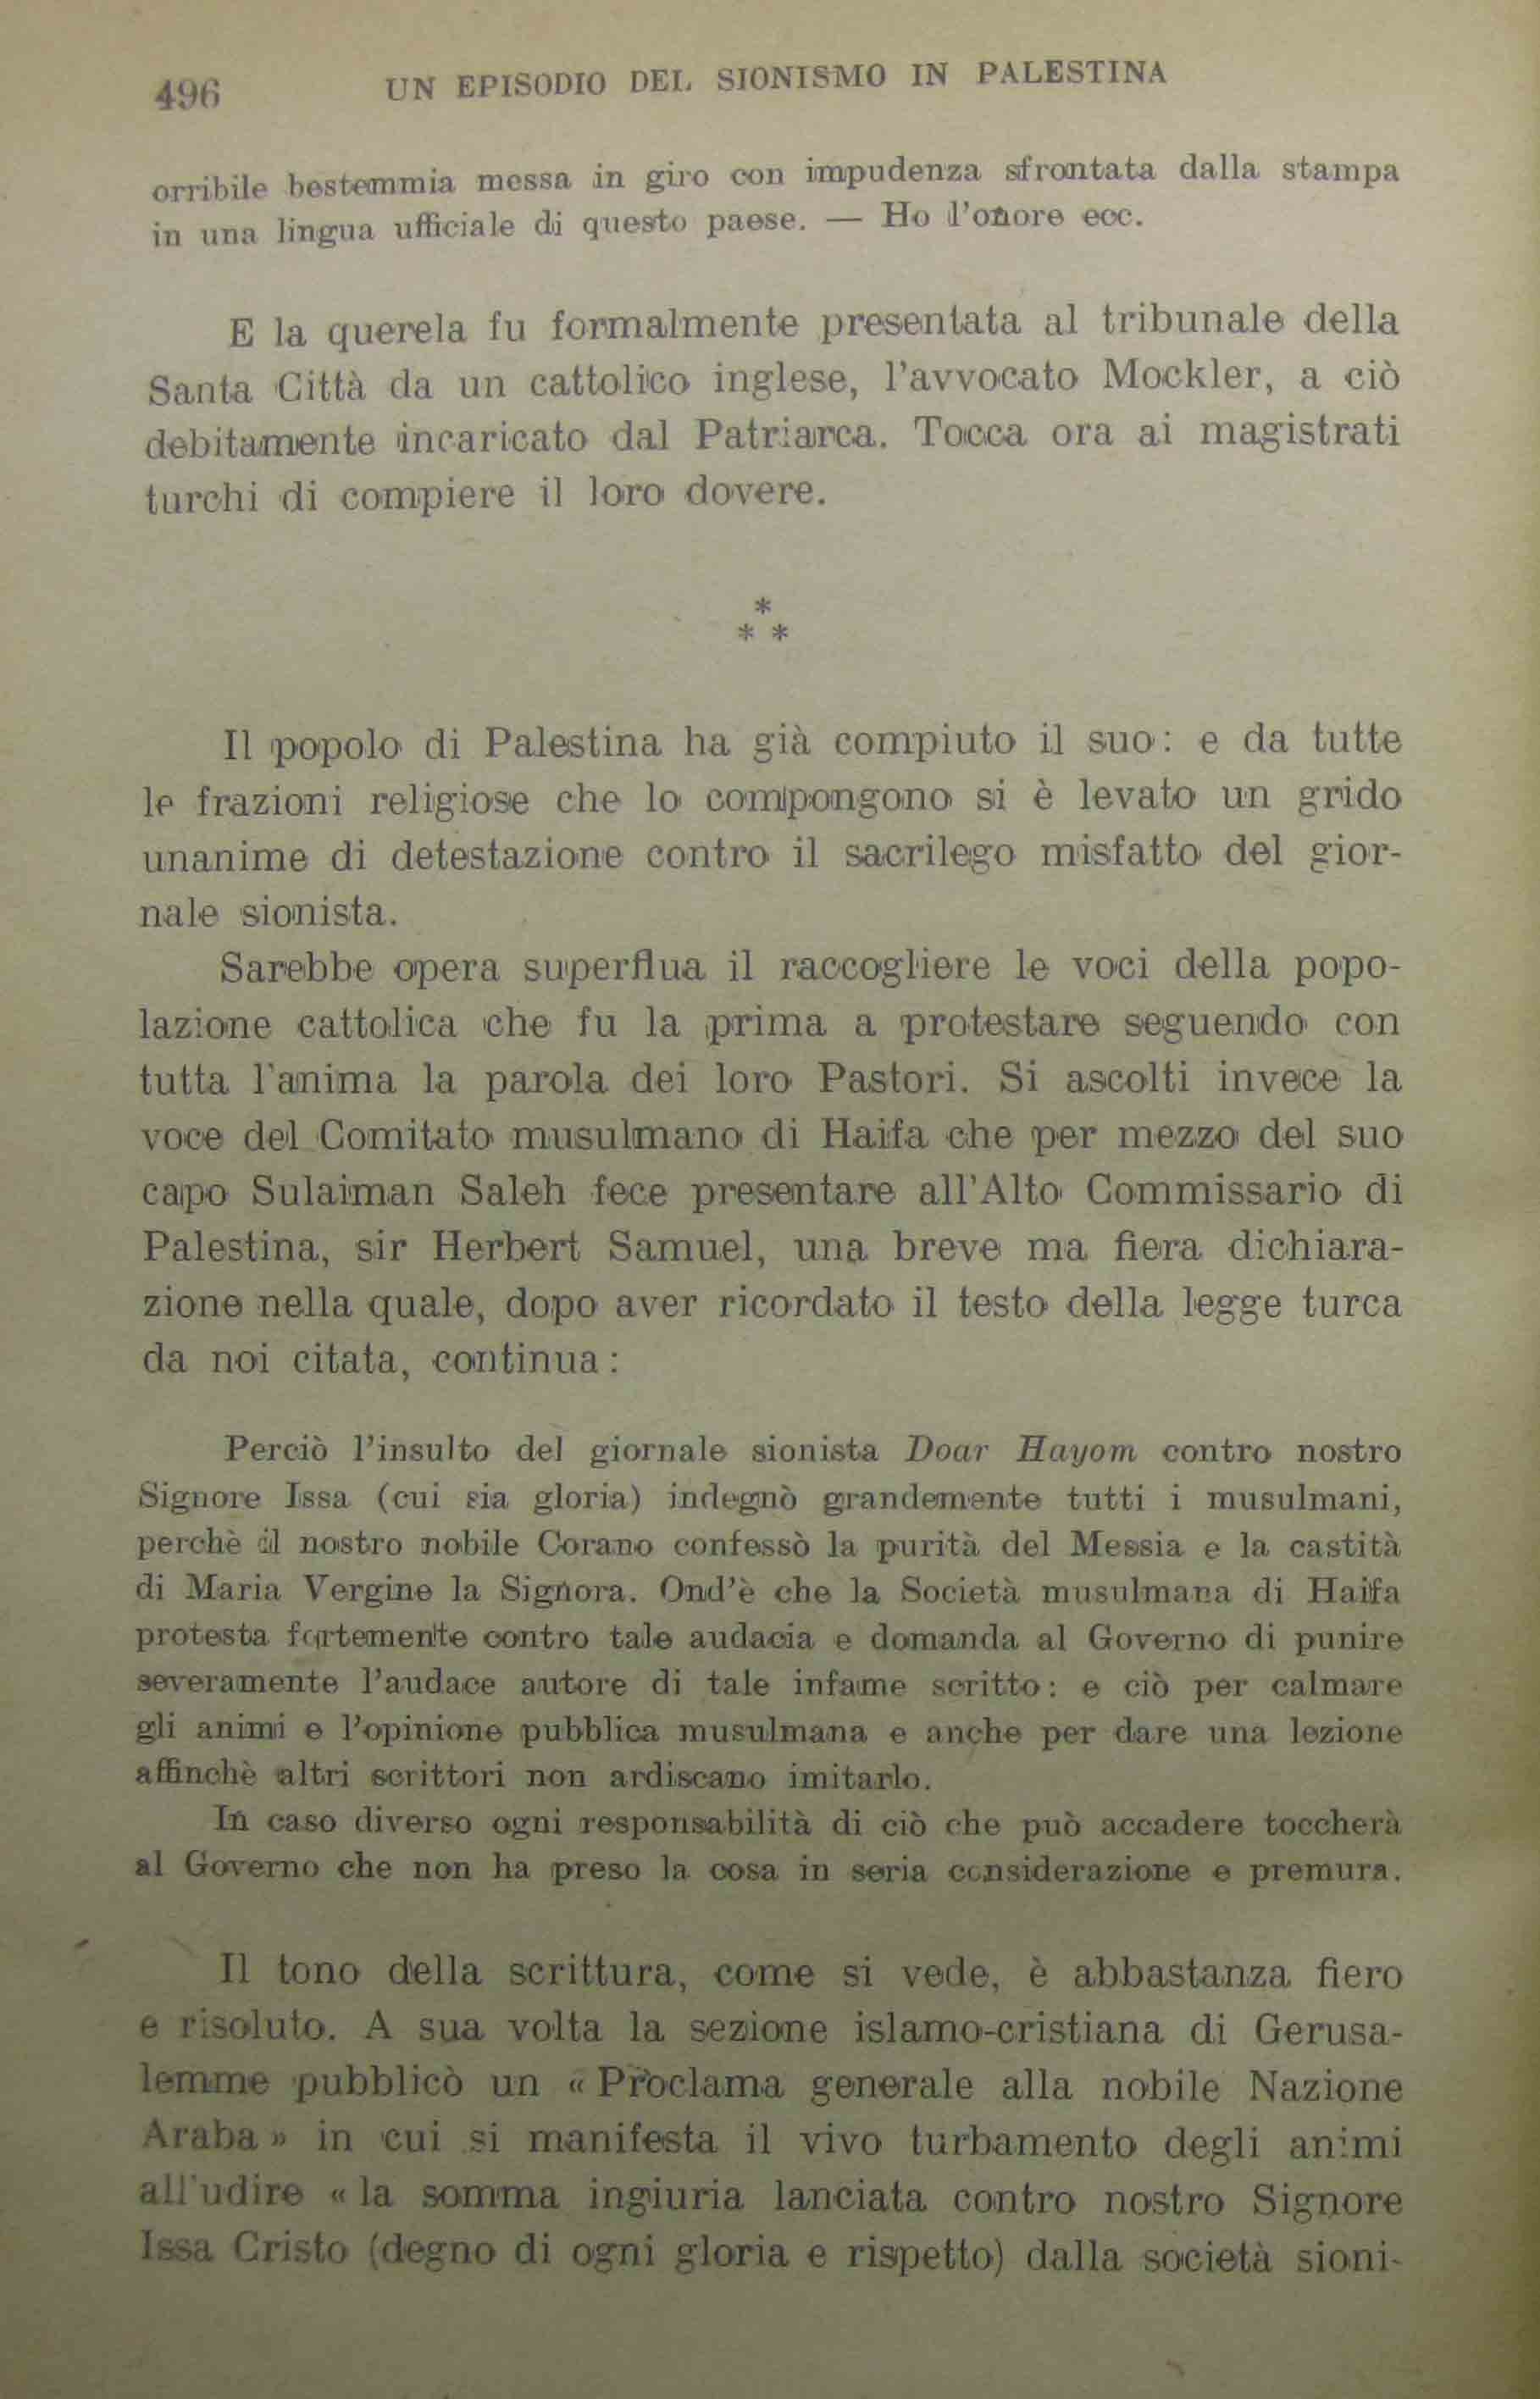 496 UN EPISODIO DEL SIONISMO IN PALESTINA
orribile bestemmia messa in giro con impudenza sfrontata dalla stampa
in una lingua ufficiale di questo paese. — Ho l'onore ecc.
E la querela fu formalmente presentata al tribunale della
Santa Città da un cattolico inglese, l'avvocato Mockler, a ciò
debitamente incaricato dal Patriarca. Tocca ora ai magistrati
turchi di compiere il loro dovere.
*
* *
Il popolo di Palestina ha già compiuto il suo: e da tutte
le frazioni religiose che lo compongono si è levato un grido
unanime di detestazione contro il sacrilego misfatto del gior-
nale sionista.
Sarebbe opera superflua il raccogliere le voci della popo-
lazione cattolica che fu la prima a protestare seguendo con
tutta l'anima la parola dei loro Pastori. Si ascolti invece la
voce del Comitato musulmano di Haifa che per mezzo del suo
capo Sulaiman Saleh fece presentare all'Alto Commissario di
Palestina, sir Herbert Samuel, una breve ma fiera dichiara-
zione nella quale, dopo aver ricordato il testo della legge turca
da noi citata, continua:
Perciò l'insulto del giornale sionista Doar Hayom contro nostro
Signore Issa (cui sia gloria) indegnò grandemente tutti i musulmani,
perchè il nostro nobile Corano confessò la purità del Messia e la castità
di Maria Vergine la Signora. Ond'è che la Società musulmana di Haifa
protesta fortemente contro tale audacia e domanda al Governo di punire
severamente l'audace autore di tale infame scritto: e ciò per calmare
gli animi e l'opinione pubblica musulmana e anche per dare una lezione
affinchè altri scrittori non ardiscano imitarlo.
In caso diverso ogni responsabilità di ciò che può accadere toccherà
al Governo che non ha preso la cosa in seria considerazione e premura.
Il tono della scrittura, come si vede, è abbastanza fiero
e risoluto. A sua volta la sezione islamo-cristiana di Gerusa-
lemme pubblicò un « Proclama generale alla nobile Nazione
Araba » in cui si manifesta il vivo turbamento degli animi
all'udire « la somma ingiuria lanciata contro nostro Signore
Issa Cristo (degno di ogni gloria e rispetto) dalla società sioni-